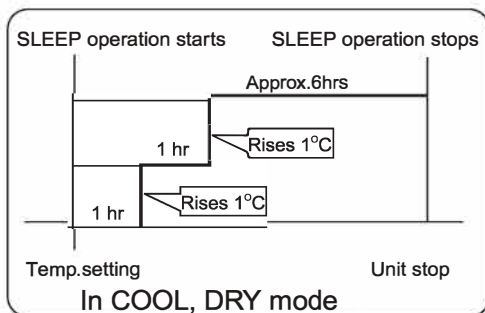 SLEEP operation starts
SLEEP operation stops
Approx.6hrs
1 hr
Rises 1°C
1 hr
Rises 1°C
Temp.setting
Unit stop
In COOL, DRY mode